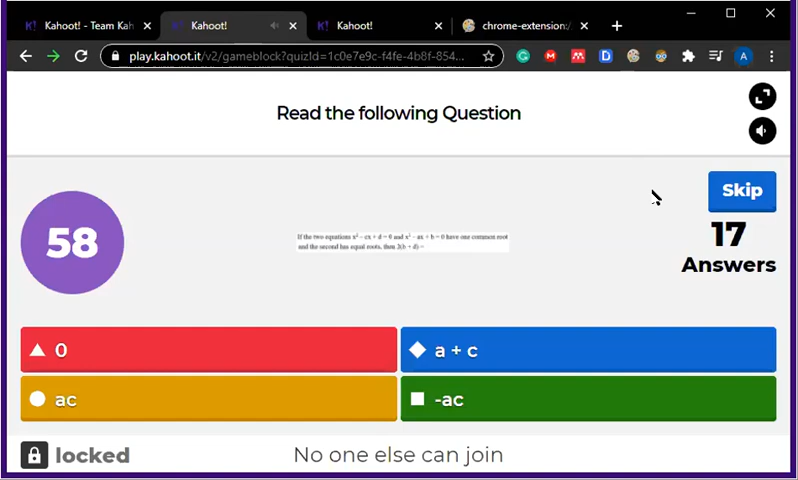 Kahoot! - Team Kah
Kahoot!
Kahoot!
chrome-extension:/
play.kahoot.it/v2/gameblock?quizId=1c0e7e9c-f4fe-4b8f-854...
A
Read the following Question
Skip
58
If the two equations x² – cx + d = 0 and x² – ax + b = 0 have one common root
and the second has equal roots, then 2(b + d) =
17
Answers
0
a + c
ac
-ac
locked
No one else can join